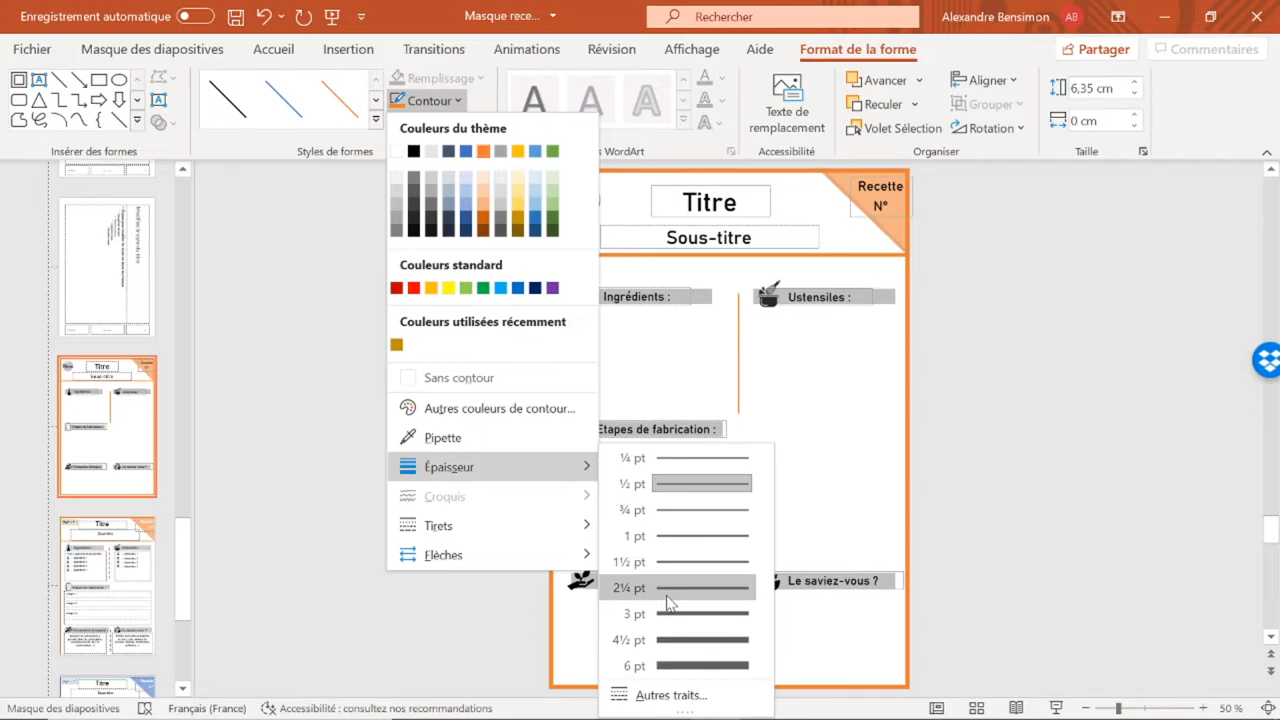 Enregistrement automatique
Masque rece...
Rechercher
Alexandre Bensimon
AB
Fichier
Masque des diapositives
Accueil
Insertion
Transitions
Animations
Révision
Affichage
Aide
Format de la forme
Partager
Commentaires
Remplissage
Contour
Texte de
remplacement
Avancer
Reculer
Volet Sélection
Aligner
Grouper
Rotation
6,35 cm
0 cm
Insérer des formes
Styles de formes
WordArt
Accessibilité
Organiser
Taille
Couleurs du thème
Couleurs standard
Couleurs utilisées récemment
Sans contour
Autres couleurs de contour...
Pipette
Épaisseur
Croquis
Tirets
Flèches
¼ pt
½ pt
¾ pt
1 pt
1½ pt
2¼ pt
3 pt
4½ pt
6 pt
Autres traits...
Titre
Sous-titre
Recette
N°
Ingrédients :
Ustensiles :
Etapes de fabrication :
Le saviez-vous ?
Titre
Titre
Titre
Masque des diapositives
Français (France)
Accessibilité : consultez nos recommandations
50 %